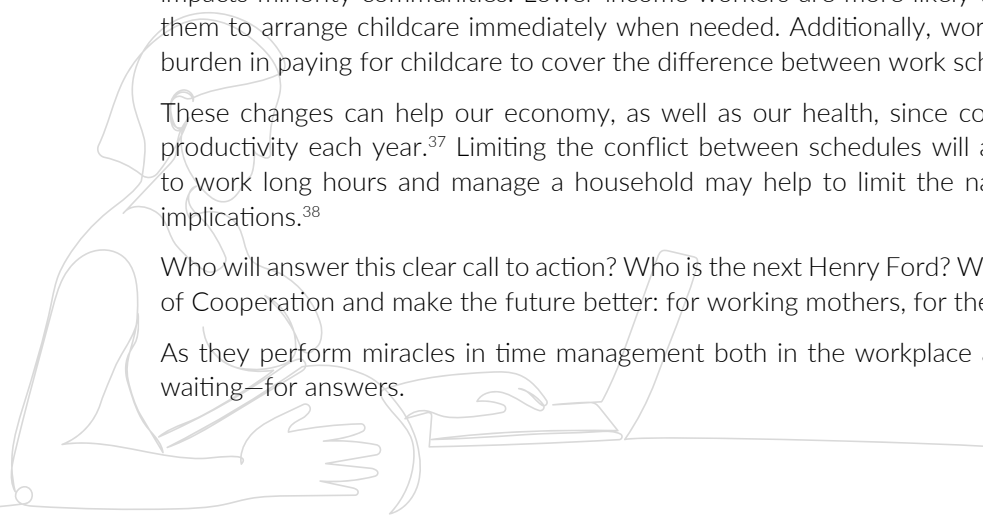 impacts minority communities. Lower income workers are more likely
them to arrange childcare immediately when needed. Additionally,
burden in paying for childcare to cover the difference between work
These changes can help our economy, as well as our health, since
productivity each year.37 Limiting the conflict between schedules will
to work long hours and manage a household may help to limit the
implications.38
Who will answer this clear call to action? Who is the next Henry Ford?
of Cooperation and make the future better: for working mothers, for
As they perform miracles in time management both in the workplace
waiting—for answers.